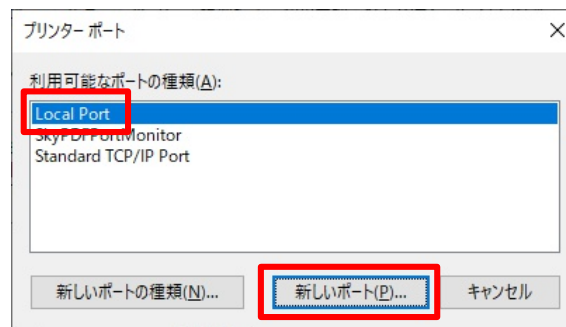 プリンター ポート
利用可能なポートの種類(A):
Local Port
SkyPDFPortMonitor
Standard TCP/IP Port
新しいポートの種類(N)... 新しいポート(P)... キャンセル